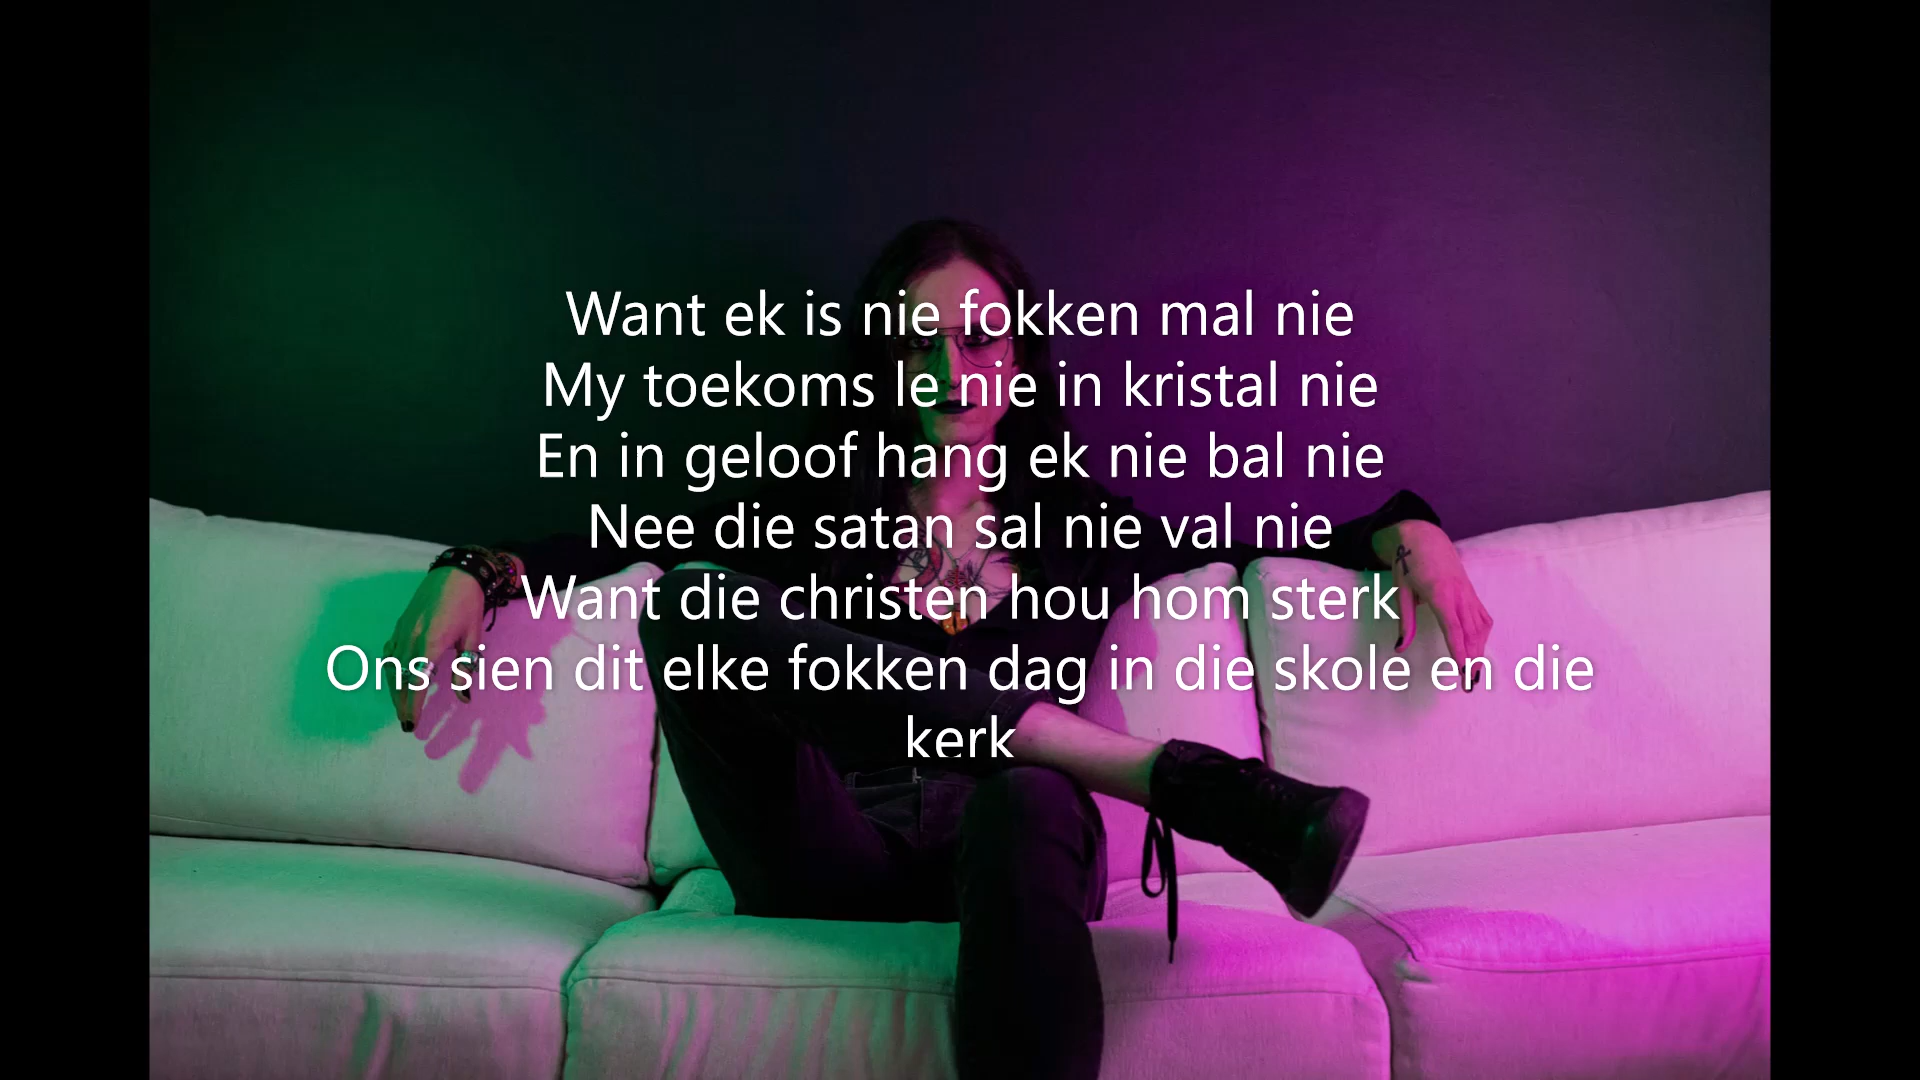 Want ek is nie fokken mal nie
My toekoms le nie in kristal nie
En in geloof hang ek nie bal nie
Nee die satan sal nie val nie
Want die christen hou hom sterk
Ons sien dit elke fokken dag in die skole en die
kerk